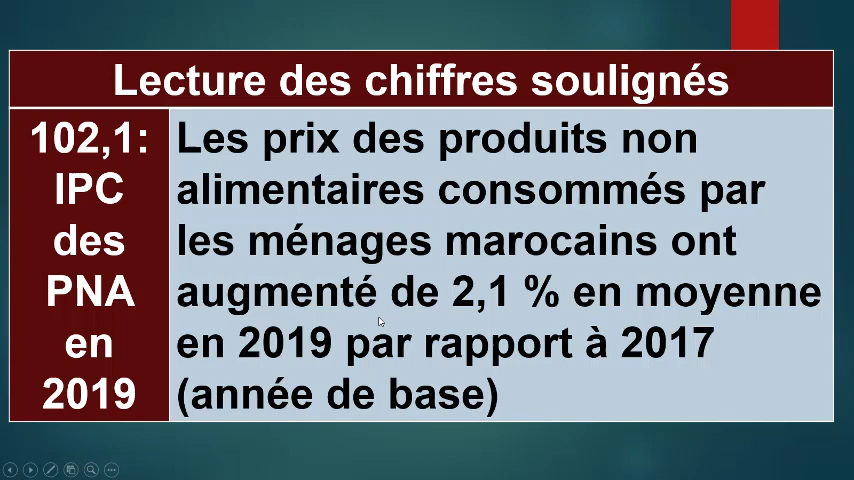 Lecture des chiffres soulignés
102,1:
IPC
des
PNA
en
2019
Les prix des produits non
alimentaires consommés par
les ménages marocains ont
augmenté de 2,1 % en moyenne
en 2019 par rapport à 2017
(année de base)